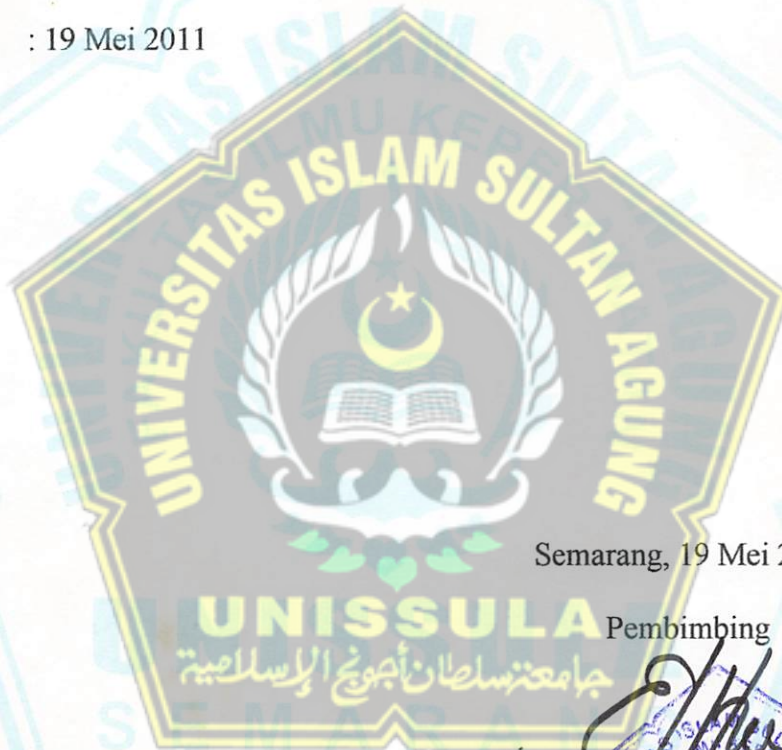 : 19 Mei 2011
UNIVERSITAS ISLAM SULTAN AGUNG
Semarang, 19 Mei
UNISSULA
Pembimbing
جامعة سلطان أجونج الإسلامية